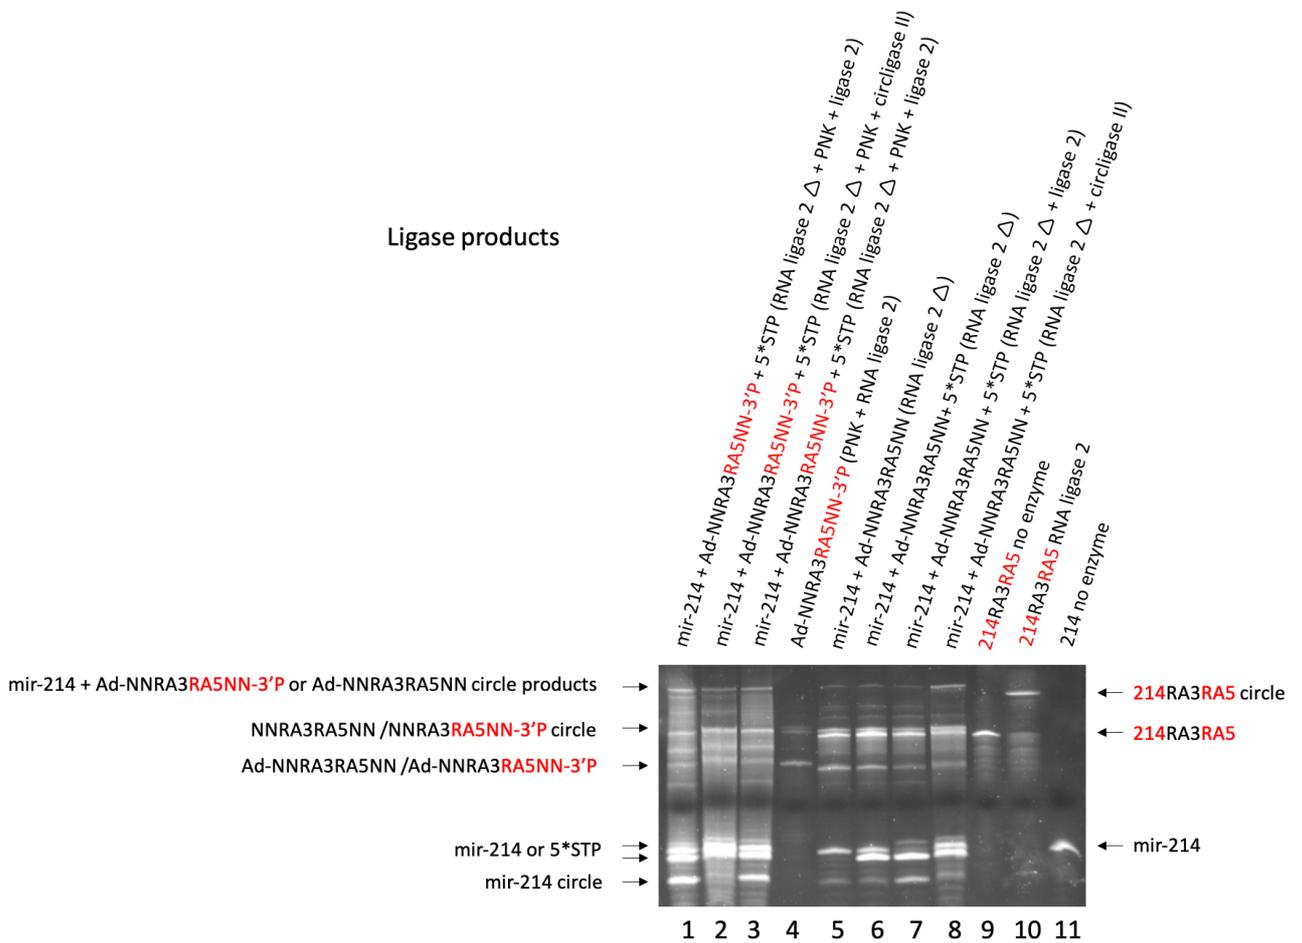 Ligase products
mir-214 + Ad-NNRA3RA5NN-3’P + 5*STP (RNA ligase 2 △ + PNK + ligase 2)
mir-214 + Ad-NNRA3RA5NN-3’P + 5*STP (RNA ligase 2 △ + PNK + circligase II)
mir-214 + Ad-NNRA3RA5NN-3’P + 5*STP (RNA ligase 2 △ + PNK + ligase 2)
Ad-NNRA3RA5NN-3’P (PNK + RNA ligase 2)
mir-214 + Ad-NNRA3RA5NN (RNA ligase 2 △)
mir-214 + Ad-NNRA3RA5NN+ 5*STP (RNA ligase 2 △)
mir-214 + Ad-NNRA3RA5NN + 5*STP (RNA ligase 2 △ + ligase 2)
mir-214 + Ad-NNRA3RA5NN + 5*STP (RNA ligase 2 △ + circligase II)
214RA3RA5 no enzyme
214RA3RA5 RNA ligase 2
214 no enzyme
mir-214 + Ad-NNRA3RA5NN-3’P or Ad-NNRA3RA5NN circle products
NNRA3RA5NN /NNRA3RA5NN-3’P circle
Ad-NNRA3RA5NN /Ad-NNRA3RA5NN-3’P
mir-214 or 5*STP
mir-214 circle
214RA3RA5 circle
214RA3RA5
mir-214
1 2 3 4 5 6 7 8 9 10 11